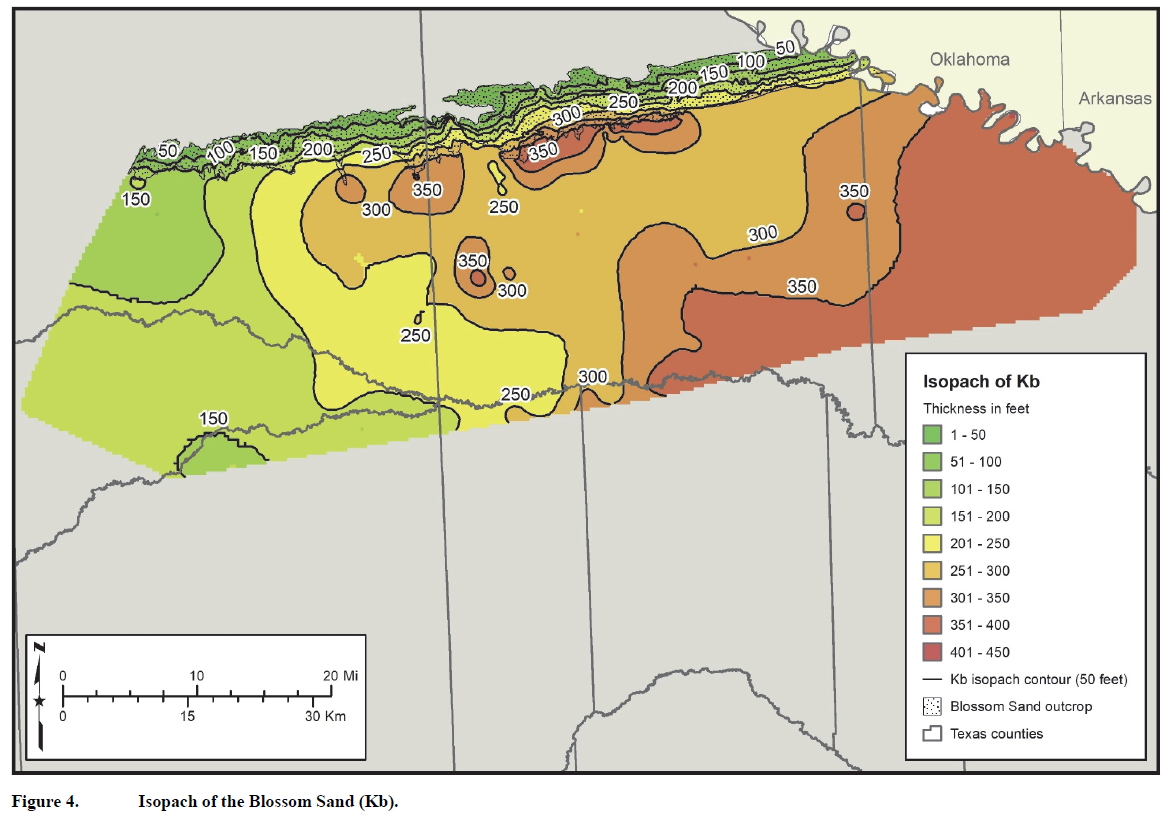 50
100
150
200
250
300
350
Oklahoma
Arkansas
50
100
150
200
250
150
300
350
250
350
300
350
300
350
250
300
250
150
Isopach of Kb
Thickness in feet
1 - 50
51 - 100
101 - 150
151 - 200
201 - 250
251 - 300
301 - 350
351 - 400
401 - 450
Kb isopach contour (50 feet)
Blossom Sand outcrop
Texas counties
N
0 10 20 Mi
0 15 30 Km
Figure 4. Isopach of the Blossom Sand (Kb).